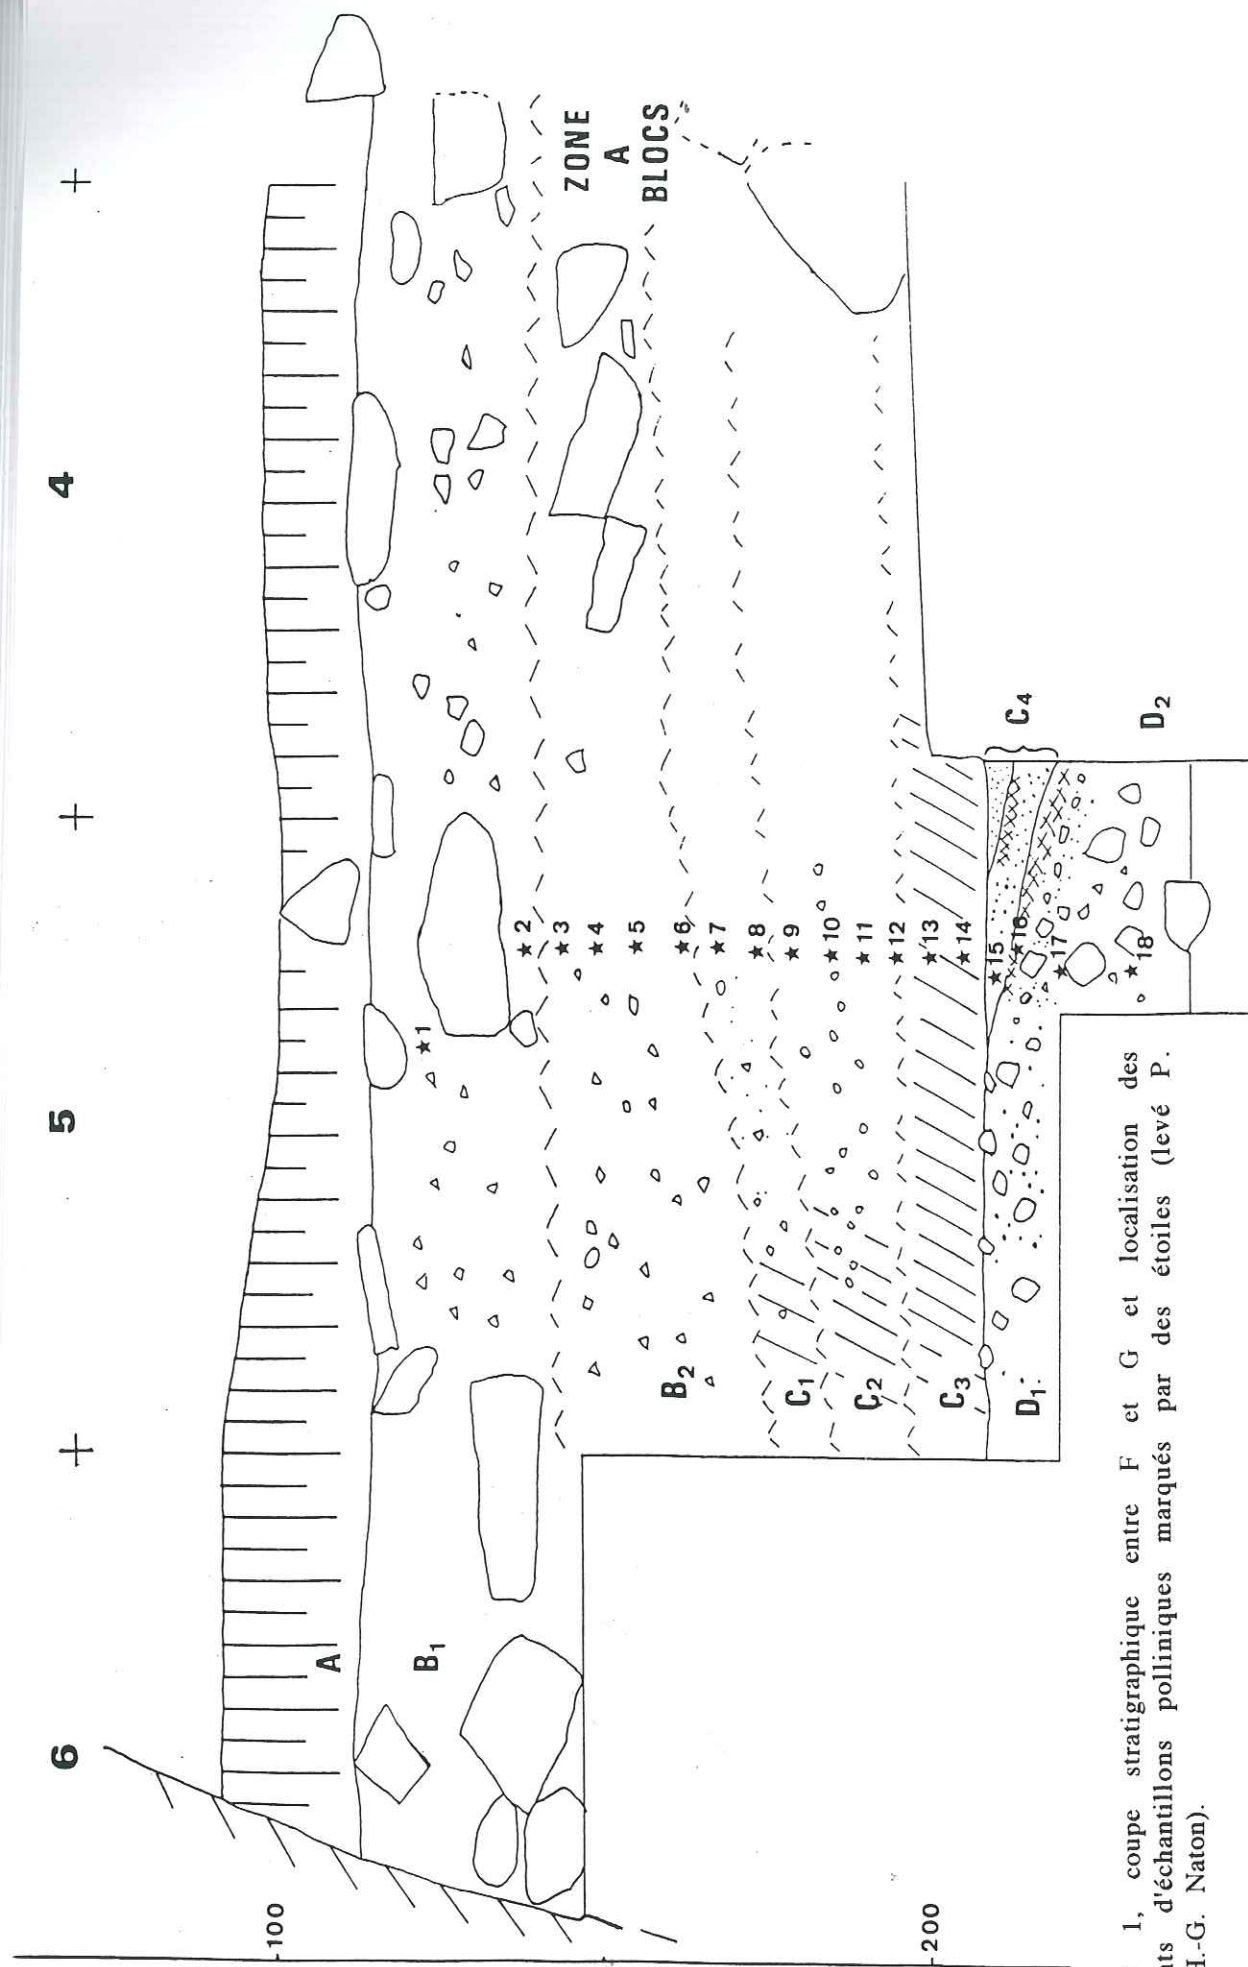 6 5 4
100
200
A
B1
B2
C1
C2
C3
D1
C4
D2
ZONE
A
BLOCS
★1
★2
★3
★4
★5
★6
★7
★8
★9
★10
★11
★12
★13
★14
★15
★16
★17
★18
1, coupe stratigraphique entre F et G et localisation des
nts d'échantillons polliniques marqués par des étoiles (levé P.
H.-G. Naton).